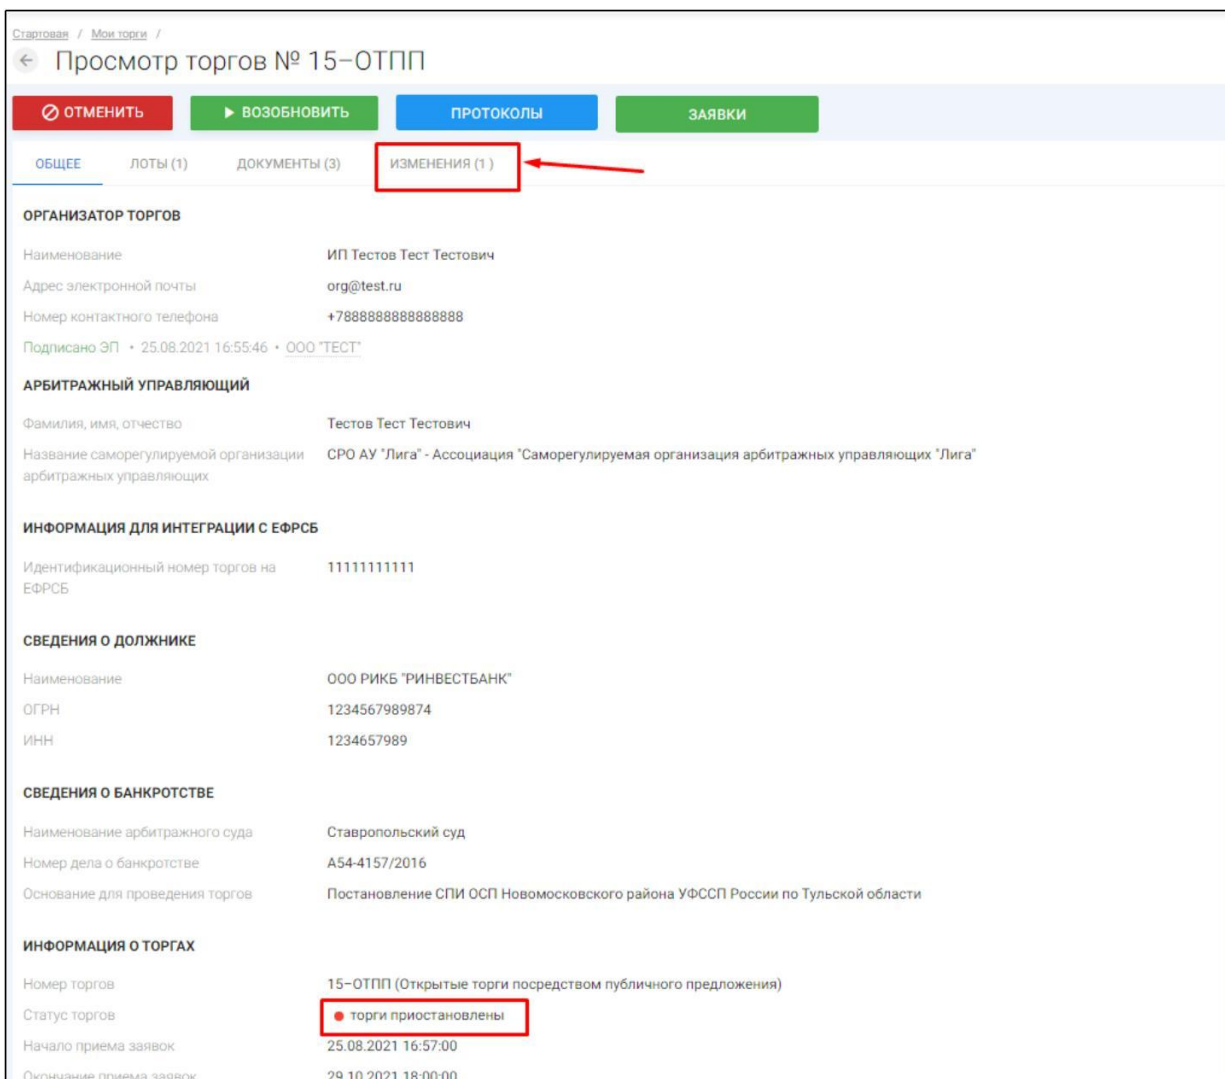 Стартовая / Мои торги /
← Просмотр торгов № 15-ОТПП
ОТМЕНИТЬ ВОЗОБНОВИТЬ ПРОТОКОЛЫ ЗАЯВКИ
ОБЩЕЕ ЛОТЫ (1) ДОКУМЕНТЫ (3) ИЗМЕНЕНИЯ (1 )
ОРГАНИЗАТОР ТОРГОВ
Наименование ИП Тестов Тест Тестович
Адрес электронной почты org@test.ru
Номер контактного телефона +7888888888888888
Подписано ЭП • 25.08.2021 16:55:46 • ООО "ТЕСТ"
АРБИТРАЖНЫЙ УПРАВЛЯЮЩИЙ
Фамилия, имя, отчество Тестов Тест Тестович
Название саморегулируемой организации СРО АУ "Лига" - Ассоциация "Саморегулируемая организация арбитражных управляющих "Лига"
арбитражных управляющих
ИНФОРМАЦИЯ ДЛЯ ИНТЕГРАЦИИ С ЕФРСБ
Идентификационный номер торгов на 11111111111
ЕФРСБ
СВЕДЕНИЯ О ДОЛЖНИКЕ
Наименование ООО РИКБ "РИНВЕСТБАНК"
ОГРН 1234567989874
ИНН 1234657989
СВЕДЕНИЯ О БАНКРОТСТВЕ
Наименование арбитражного суда Ставропольский суд
Номер дела о банкротстве А54-4157/2016
Основание для проведения торгов Постановление СПИ ОСП Новомосковского района УФССП России по Тульской области
ИНФОРМАЦИЯ О ТОРГАХ
Номер торгов 15-ОТПП (Открытые торги посредством публичного предложения)
Статус торгов торги приостановлены
Начало приема заявок 25.08.2021 16:57:00
Окончание приема заявок 29.10.2021 18:00:00